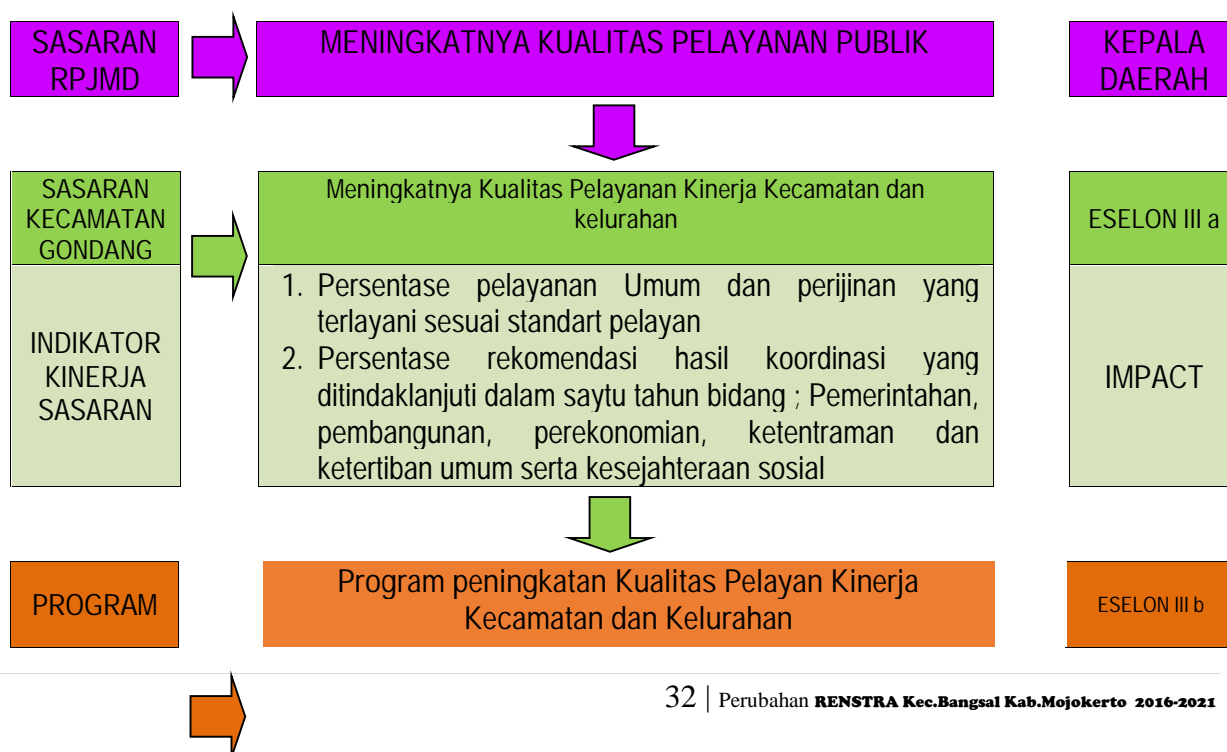 SASARAN
RPJMD
MENINGKATNYA KUALITAS PELAYANAN PUBLIK
KEPALA
DAERAH
SASARAN
KECAMATAN
GONDANG
Meningkatnya Kualitas Pelayanan Kinerja Kecamatan dan
kelurahan
ESELON III a
INDIKATOR
KINERJA
SASARAN
1. Persentase pelayanan Umum dan perijinan yang
terlayani sesuai standart pelayan
2. Persentase rekomendasi hasil koordinasi yang
ditindaklanjuti dalam saytu tahun bidang ; Pemerintahan,
pembangunan, perekonomian, ketentraman dan
ketertiban umum serta kesejahteraan sosial
IMPACT
PROGRAM
Program peningkatan Kualitas Pelayan Kinerja
Kecamatan dan Kelurahan
ESELON III b
32 | Perubahan RENSTRA Kec.Bangsal Kab.Mojokerto 2016-2021